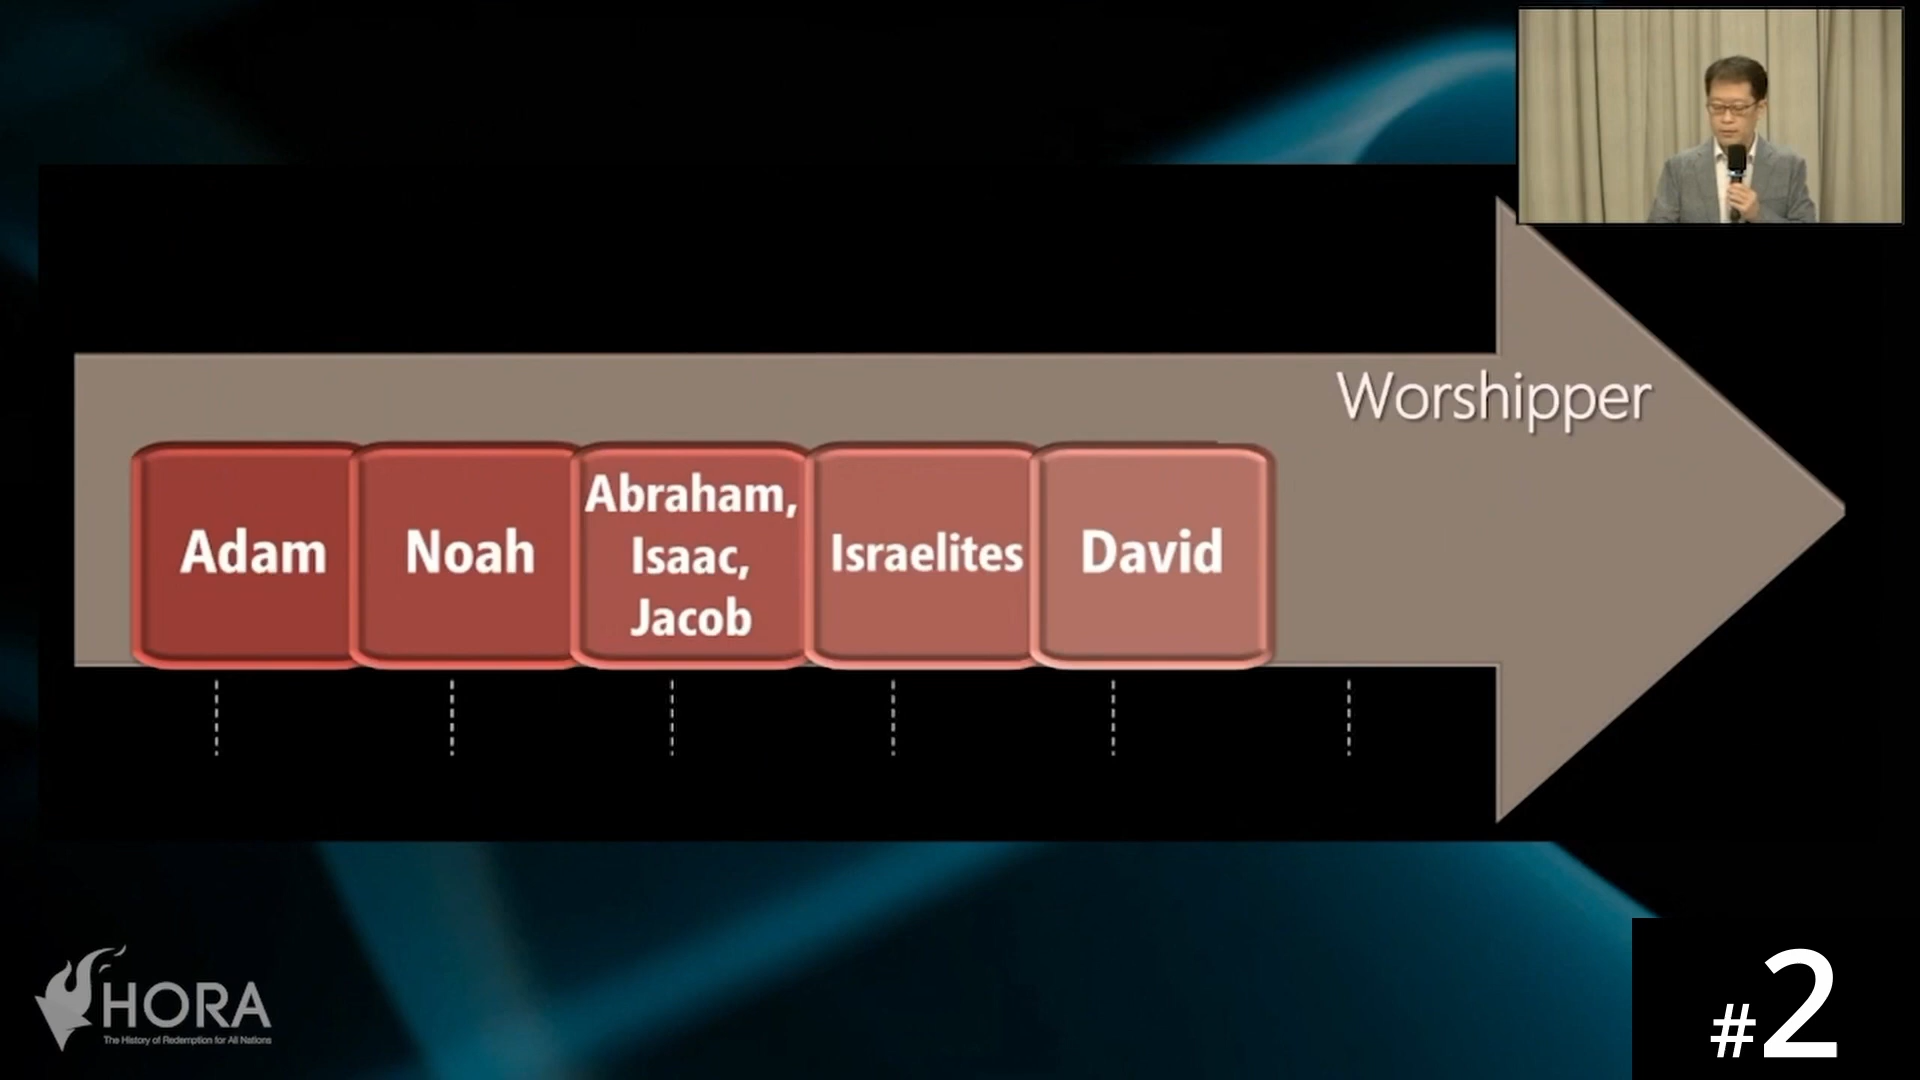 Worshipper
Adam
Noah
Abraham,
Isaac,
Jacob
Israelites
David
HORA
The History of Redemption for All Nations
#2